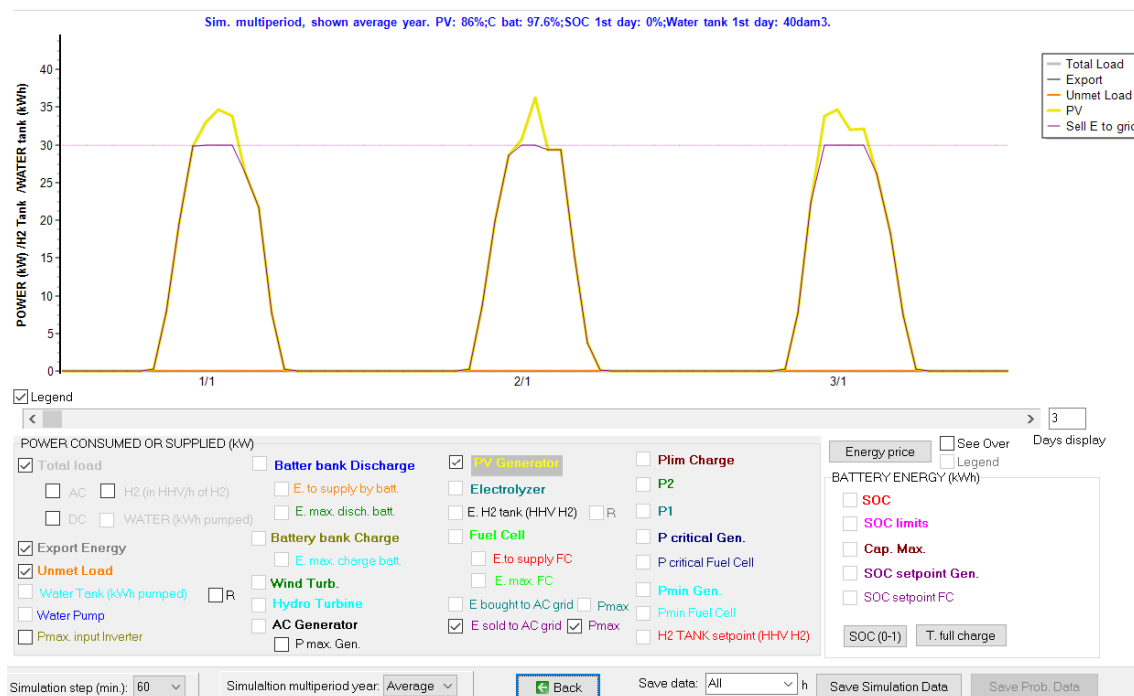 Sim. multiperiod, shown average year. PV: 86%;C bat: 97.6%;SOC 1st day: 0%;Water tank 1st day: 40dam3.
POWER (kW) /H2 Tank /WATER tank (kWh)
40
35
30
25
20
15
10
5
0
1/1
2/1
3/1
Total Load
Export
Unmet Load
PV
Sell E to grid
Legend
<
>
3
Days display
POWER CONSUMED OR SUPPLIED (kW)
Total load
AC
H2 (in HHV/h of H2)
DC
WATER (kWh pumped)
Export Energy
Unmet Load
Water Tank (kWh pumped)
R
Water Pump
Pmax. input Inverter
Batter bank Discharge
E. to supply by batt.
E. max. disch. batt.
Battery bank Charge
E. max. charge batt.
Wind Turb.
Hydro Turbine
AC Generator
P max. Gen.
PV Generator
Electrolyzer
E. H2 tank (HHV H2)
R
Fuel Cell
E.to supply FC
E. max. FC
E bought to AC grid
Pmax
E sold to AC grid
Pmax
Plim Charge
P2
P1
P critical Gen.
P critical Fuel Cell
Pmin Gen.
Pmin Fuel Cell
H2 TANK setpoint (HHV H2)
Energy price
See Over
Legend
BATTERY ENERGY (kWh)
SOC
SOC limits
Cap. Max.
SOC setpoint Gen.
SOC setpoint FC
SOC (0-1)
T. full charge
Simulation step (min.): 60
Simulaltion multiperiod year: Average
Back
Save data: All
h
Save Simulation Data
Save Prob. Data